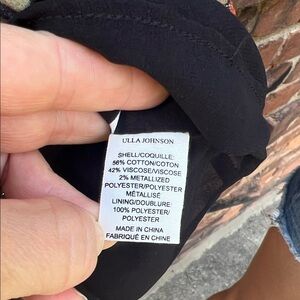 ULLA JOHNSON
SHELL/COQUILLE:
56% COTTON/COTON
42% VISCOSE/VISCOSE
2% METALLIZED
POLYESTER/POLYESTER
MÉTALLISÉ
LINING/DOUBLURE:
100% POLYESTER/
POLYESTER
MADE IN CHINA
FABRIQUÉ EN CHINE